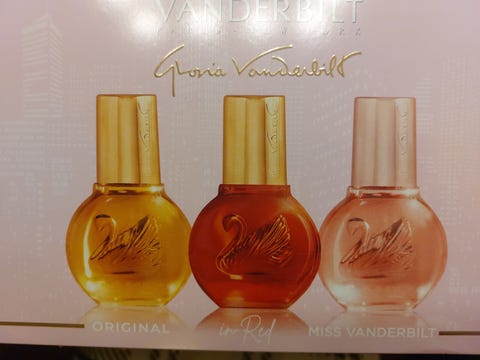 VANDERBILT
Gloria Vanderbilt
ORIGINAL
in Red
MISS VANDERBILT